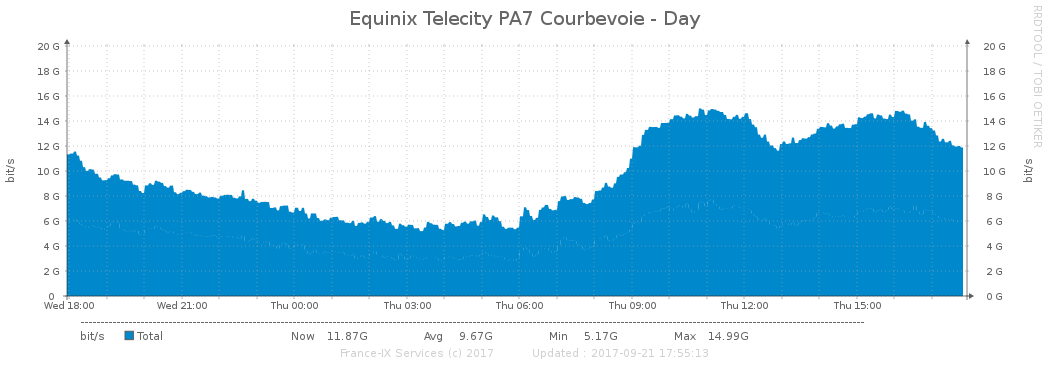 Equinix Telecity PA7 Courbevoie - Day
RRDTOOL / TOBI OETIKER
bit/s
20 G
18 G
16 G
14 G
12 G
10 G
8 G
6 G
4 G
2 G
0
20 G
18 G
16 G
14 G
12 G
10 G
8 G
6 G
4 G
2 G
0 G
bit/s
Wed 18:00 Wed 21:00 Thu 00:00 Thu 03:00 Thu 06:00 Thu 09:00 Thu 12:00 Thu 15:00
bit/s Total Now 11.87G Avg 9.67G Min 5.17G Max 14.99G
France-IX Services (c) 2017 Updated : 2017-09-21 17:55:13